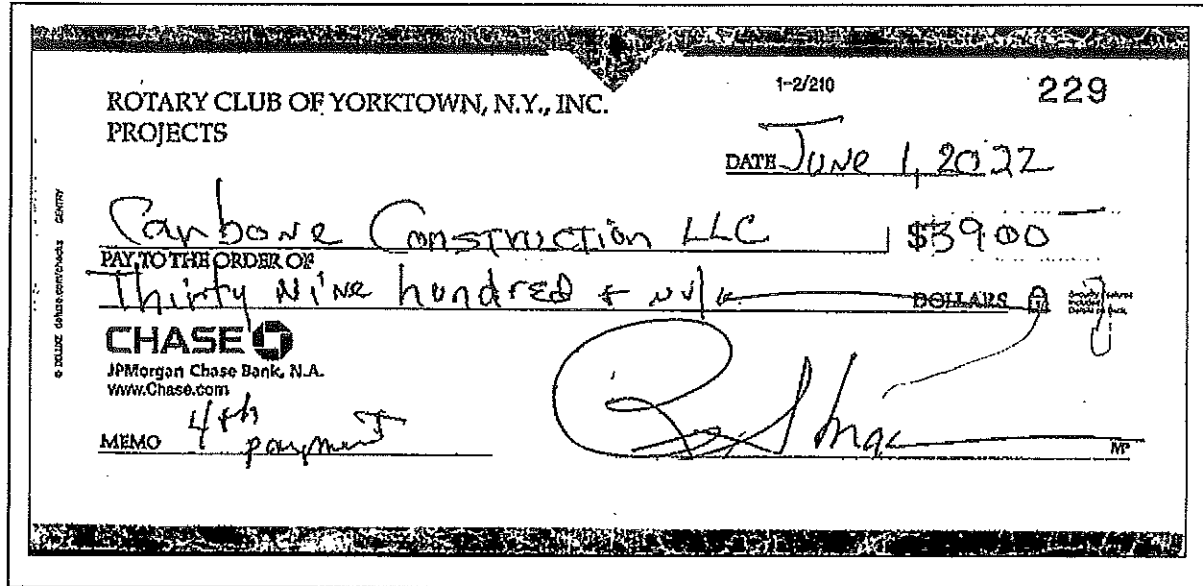 ROTARY CLUB OF YORKTOWN, N.Y., INC.
PROJECTS
1-2/210
229
DATE June 1, 2022
Carbone Construction LLC $3900
PAY TO THE ORDER OF
Thirty Nine hundred + DOLLARS
CHASE
JPMorgan Chase Bank, N.A.
www.Chase.com
MEMO 4th payment
MP
© DELUXE